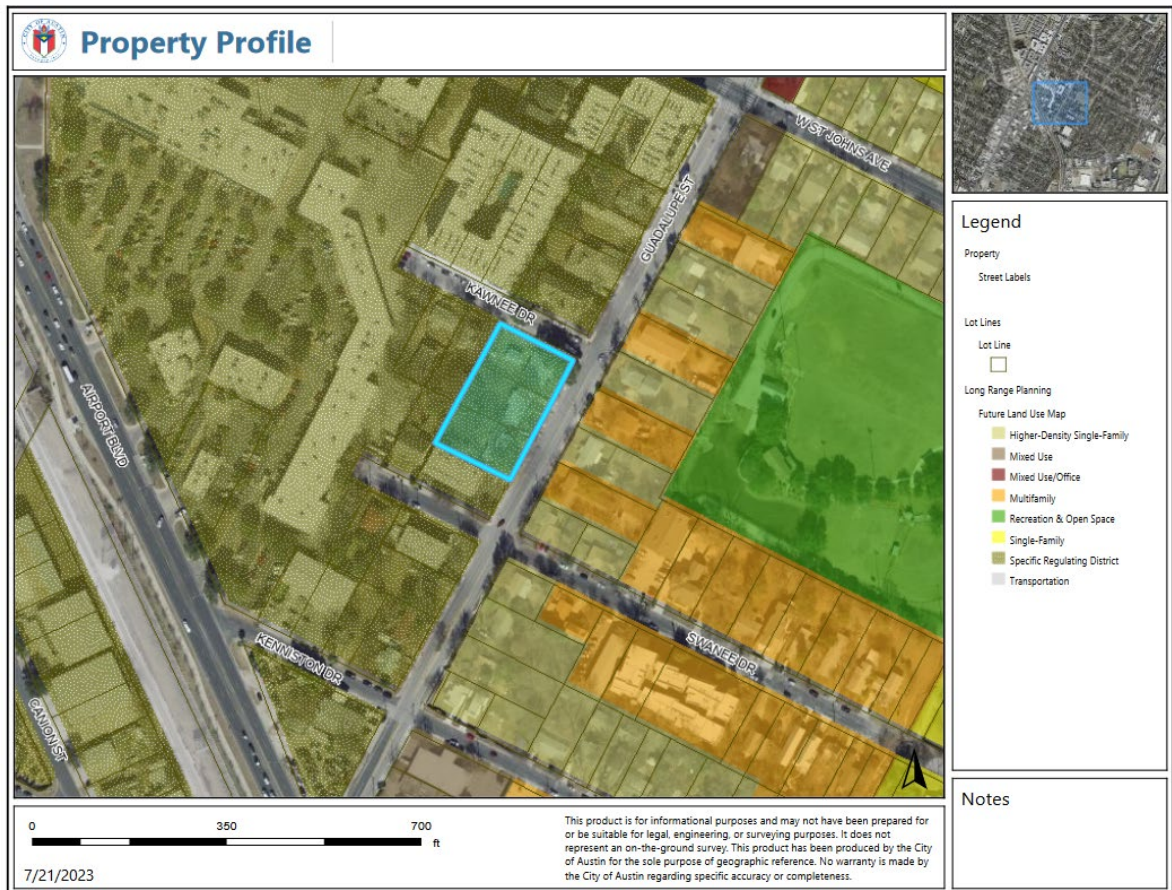 Property Profile
W ST JOHNS AVE
GUADALUPE ST
KAWNEE DR
AIRPORT BLVD
SWANEE DR.
KENNISTON DR
CANION ST
Legend
Property
Street Labels
Lot Lines
Lot Line
Long Range Planning
Future Land Use Map
Higher-Density Single-Family
Mixed Use
Mixed Use/Office
Multifamily
Recreation & Open Space
Single-Family
Specific Regulating District
Transportation
Notes
0 350 700
ft
7/21/2023
This product is for informational purposes and may not have been prepared for
or be suitable for legal, engineering, or surveying purposes. It does not
represent an on-the-ground survey. This product has been produced by the City
of Austin for the sole purpose of geographic reference. No warranty is made by
the City of Austin regarding specific accuracy or completeness.